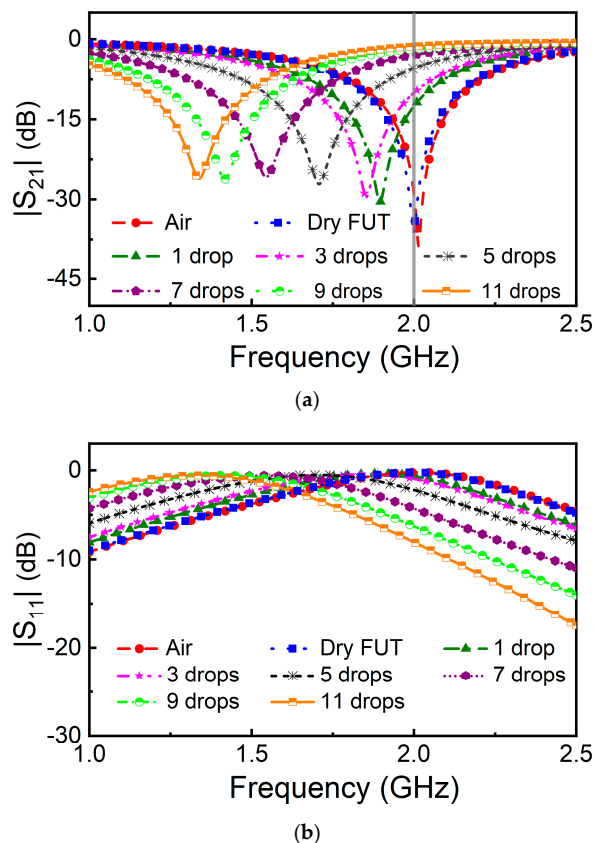 0
-15
-30
-45
|S21| (dB)
Air
Dry FUT
1 drop
3 drops
5 drops
7 drops
9 drops
11 drops
1.0
1.5
2.0
2.5
Frequency (GHz)
(a)
0
-10
-20
-30
|S11| (dB)
Air
Dry FUT
1 drop
3 drops
5 drops
7 drops
9 drops
11 drops
1.0
1.5
2.0
2.5
Frequency (GHz)
(b)